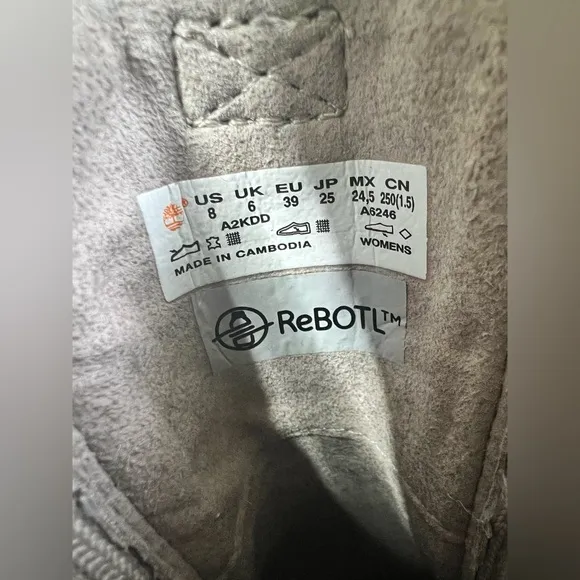 US UK EU JP MX CN
8 6 39 25 24,5 250(1.5)
A2KDD A6246
WOMENS
MADE IN CAMBODIA
ReBOTL™